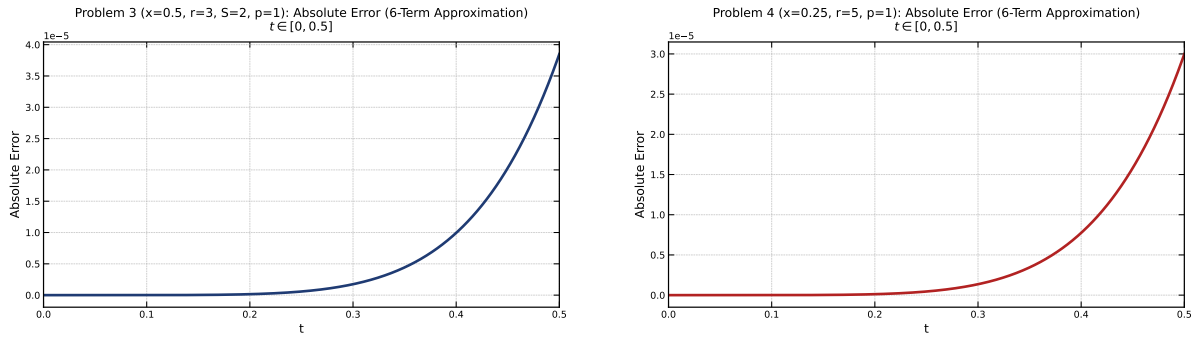 Problem 3 (x=0.5, r=3, S=2, p=1): Absolute Error (6-Term Approximation)
t ∈ [0, 0.5]
1e−5
4.0
3.5
3.0
2.5
2.0
1.5
1.0
0.5
0.0
Absolute Error
0.0 0.1 0.2 0.3 0.4 0.5
t
Problem 4 (x=0.25, r=5, p=1): Absolute Error (6-Term Approximation)
t ∈ [0, 0.5]
1e−5
3.0
2.5
2.0
1.5
1.0
0.5
0.0
Absolute Error
0.0 0.1 0.2 0.3 0.4 0.5
t